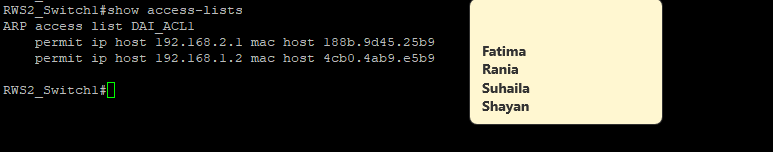 RWS2_Switch1#show access-lists
ARP access list DAI_ACL1
    permit ip host 192.168.2.1 mac host 188b.9d45.25b9
    permit ip host 192.168.1.2 mac host 4cb0.4ab9.e5b9
RWS2_Switch1#
Fatima
Rania
Suhaila
Shayan